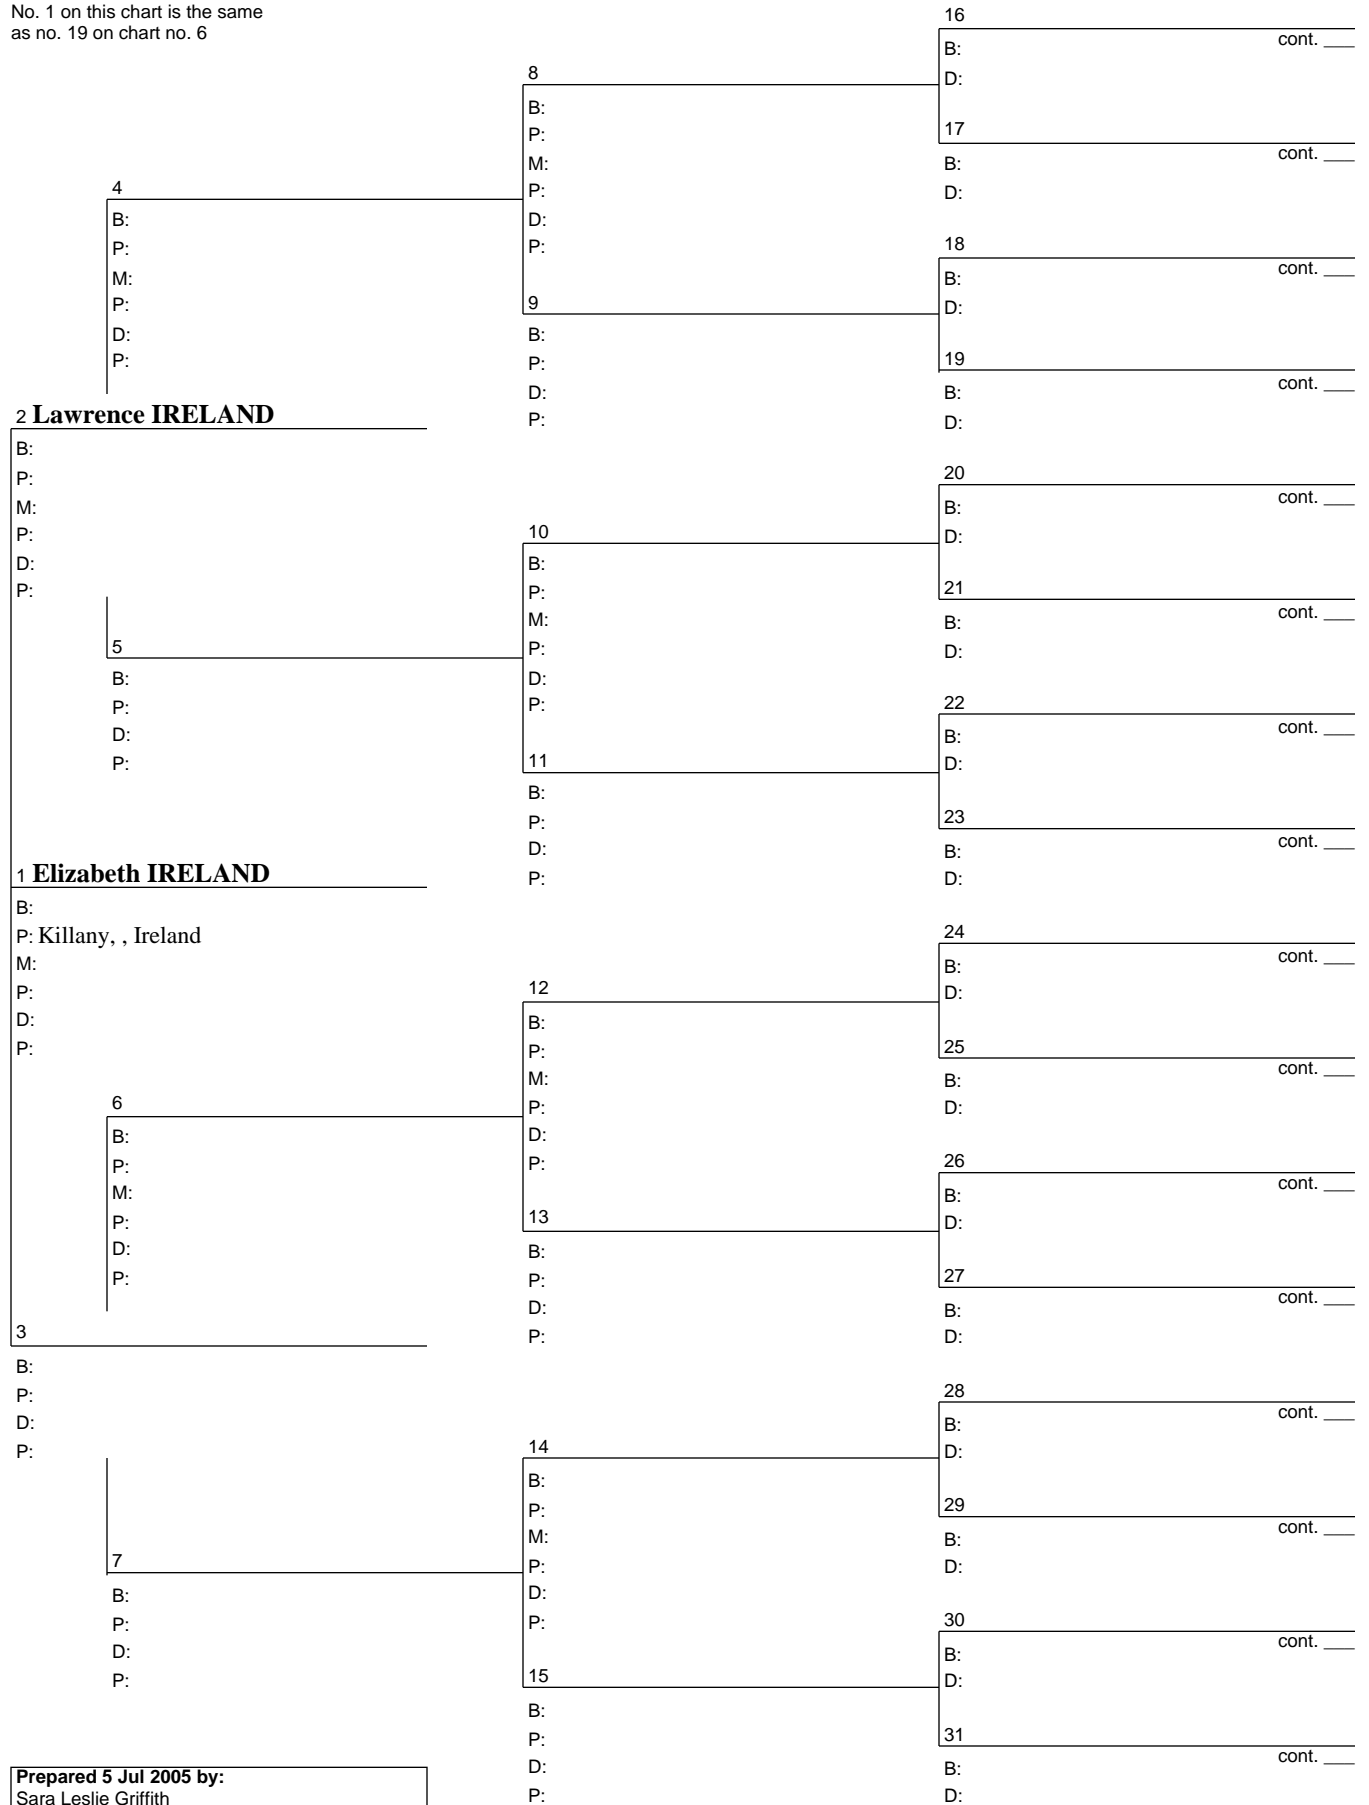 No. 1 on this chart is the same
as no. 19 on chart no. 6
16
cont. ___
B:
D:
8
B:
P:
M:
P:
D:
P:
17
cont. ___
B:
D:
4
B:
P:
M:
P:
D:
P:
18
cont. ___
B:
D:
9
B:
P:
D:
P:
19
cont. ___
B:
D:
2 Lawrence IRELAND
B:
P:
M:
P:
D:
P:
20
cont. ___
B:
D:
10
B:
P:
M:
P:
D:
P:
21
cont. ___
B:
D:
5
B:
P:
D:
P:
22
cont. ___
B:
D:
11
B:
P:
D:
P:
23
cont. ___
B:
D:
1 Elizabeth IRELAND
B:
P: Killany, , Ireland
M:
P:
D:
P:
24
cont. ___
B:
D:
12
B:
P:
M:
P:
D:
P:
25
cont. ___
B:
D:
6
B:
P:
M:
P:
D:
P:
26
cont. ___
B:
D:
13
B:
P:
D:
P:
27
cont. ___
B:
D:
3
B:
P:
D:
P:
28
cont. ___
B:
D:
14
B:
P:
M:
P:
D:
P:
29
cont. ___
B:
D:
7
B:
P:
D:
P:
30
cont. ___
B:
D:
15
B:
P:
D:
P:
31
cont. ___
B:
D:
Prepared 5 Jul 2005 by:
Sara Leslie Griffith